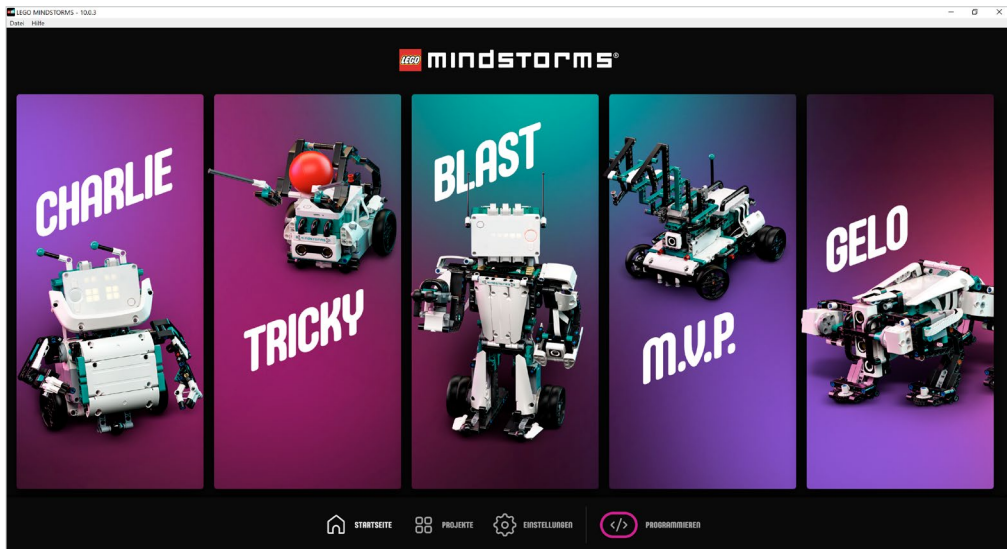 LEGO MINDSTORMS - 10.0.3
Datei Hilfe
LEGO mindstorms®
CHARLIE
TRICKY
BLAST
M.V.P.
GELO
STARTSEITE
PROJEKTE
EINSTELLUNGEN
</> PROGRAMMIEREN